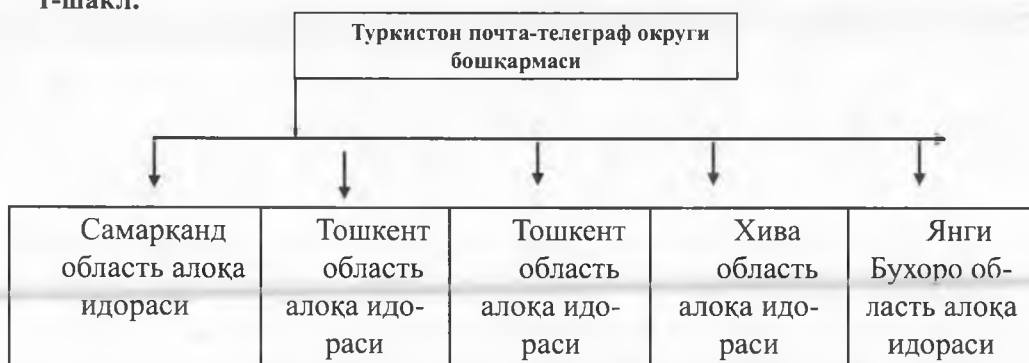 1-шакл.
Туркистон почта-телеграф округи
бошқармаси
Самарқанд
область алоқа
идораси
Тошкент
область
алоқа идо-
раси
Тошкент
область
алоқа идо-
раси
Хива
область
алоқа идо-
раси
Янги
Бухоро об-
ласть алоқа
идораси